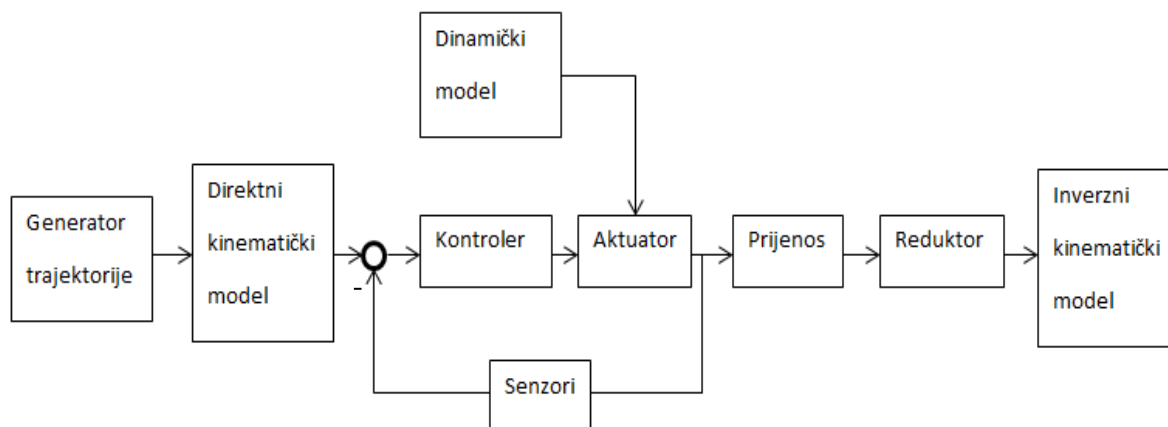 Dinamički
model
Direktni
kinematički
model
Generator
trajektorije
Kontroler
Aktuator
Prijenos
Reduktor
Inverzni
kinematički
model
-
Senzori